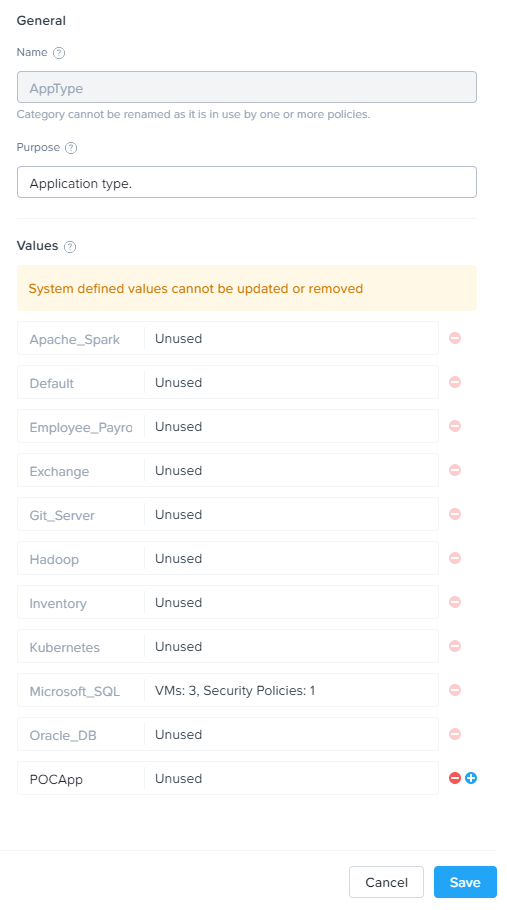 General
Name ?
AppType
Category cannot be renamed as it is in use by one or more policies.
Purpose ?
Application type.
Values ?
System defined values cannot be updated or removed
Apache_Spark Unused
Default Unused
Employee_Payro Unused
Exchange Unused
Git_Server Unused
Hadoop Unused
Inventory Unused
Kubernetes Unused
Microsoft_SQL VMs: 3, Security Policies: 1
Oracle_DB Unused
POCApp Unused
Cancel Save